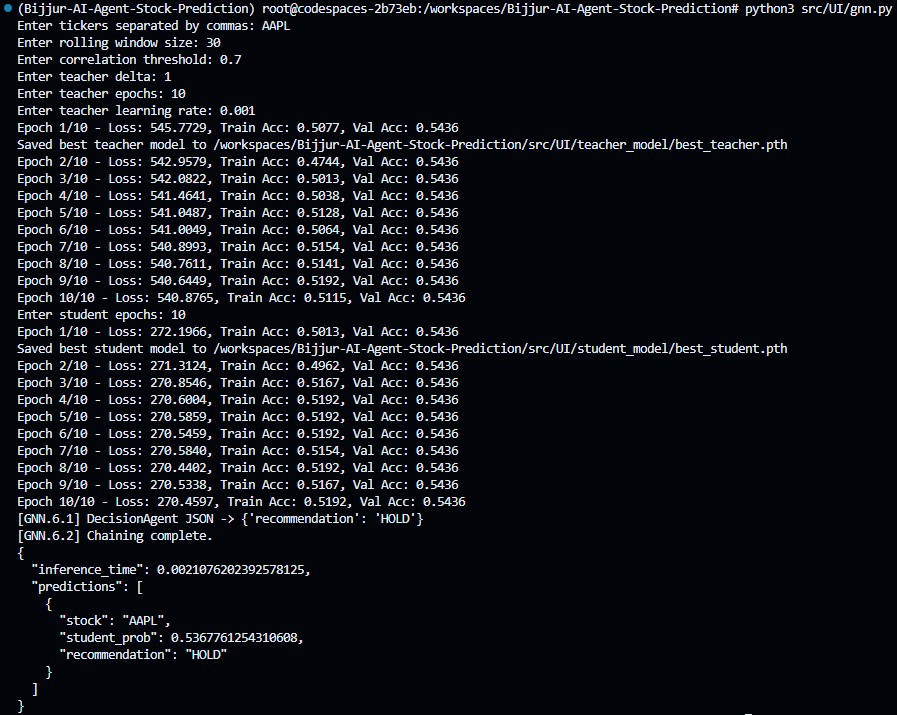 (Bijjur-AI-Agent-Stock-Prediction) root@codespaces-2b73eb:/workspaces/Bijjur-AI-Agent-Stock-Prediction# python3 src/UI/gnn.py
Enter tickers separated by commas: AAPL
Enter rolling window size: 30
Enter correlation threshold: 0.7
Enter teacher delta: 1
Enter teacher epochs: 10
Enter teacher learning rate: 0.001
Epoch 1/10 - Loss: 545.7729, Train Acc: 0.5077, Val Acc: 0.5436
Saved best teacher model to /workspaces/Bijjur-AI-Agent-Stock-Prediction/src/UI/teacher_model/best_teacher.pth
Epoch 2/10 - Loss: 542.9579, Train Acc: 0.4744, Val Acc: 0.5436
Epoch 3/10 - Loss: 542.0822, Train Acc: 0.5013, Val Acc: 0.5436
Epoch 4/10 - Loss: 541.4641, Train Acc: 0.5038, Val Acc: 0.5436
Epoch 5/10 - Loss: 541.0487, Train Acc: 0.5128, Val Acc: 0.5436
Epoch 6/10 - Loss: 541.0049, Train Acc: 0.5064, Val Acc: 0.5436
Epoch 7/10 - Loss: 540.8993, Train Acc: 0.5154, Val Acc: 0.5436
Epoch 8/10 - Loss: 540.7611, Train Acc: 0.5141, Val Acc: 0.5436
Epoch 9/10 - Loss: 540.6449, Train Acc: 0.5192, Val Acc: 0.5436
Epoch 10/10 - Loss: 540.8765, Train Acc: 0.5115, Val Acc: 0.5436
Enter student epochs: 10
Epoch 1/10 - Loss: 272.1966, Train Acc: 0.5013, Val Acc: 0.5436
Saved best student model to /workspaces/Bijjur-AI-Agent-Stock-Prediction/src/UI/student_model/best_student.pth
Epoch 2/10 - Loss: 271.3124, Train Acc: 0.4962, Val Acc: 0.5436
Epoch 3/10 - Loss: 270.8546, Train Acc: 0.5167, Val Acc: 0.5436
Epoch 4/10 - Loss: 270.6004, Train Acc: 0.5192, Val Acc: 0.5436
Epoch 5/10 - Loss: 270.5859, Train Acc: 0.5192, Val Acc: 0.5436
Epoch 6/10 - Loss: 270.5459, Train Acc: 0.5192, Val Acc: 0.5436
Epoch 7/10 - Loss: 270.5840, Train Acc: 0.5154, Val Acc: 0.5436
Epoch 8/10 - Loss: 270.4402, Train Acc: 0.5192, Val Acc: 0.5436
Epoch 9/10 - Loss: 270.5338, Train Acc: 0.5167, Val Acc: 0.5436
Epoch 10/10 - Loss: 270.4597, Train Acc: 0.5192, Val Acc: 0.5436
[GNN.6.1] DecisionAgent JSON -> {'recommendation': 'HOLD'}
[GNN.6.2] Chaining complete.
{
  "inference_time": 0.0021076202392578125,
  "predictions": [
    {
      "stock": "AAPL",
      "student_prob": 0.5367761254310608,
      "recommendation": "HOLD"
    }
  ]
}